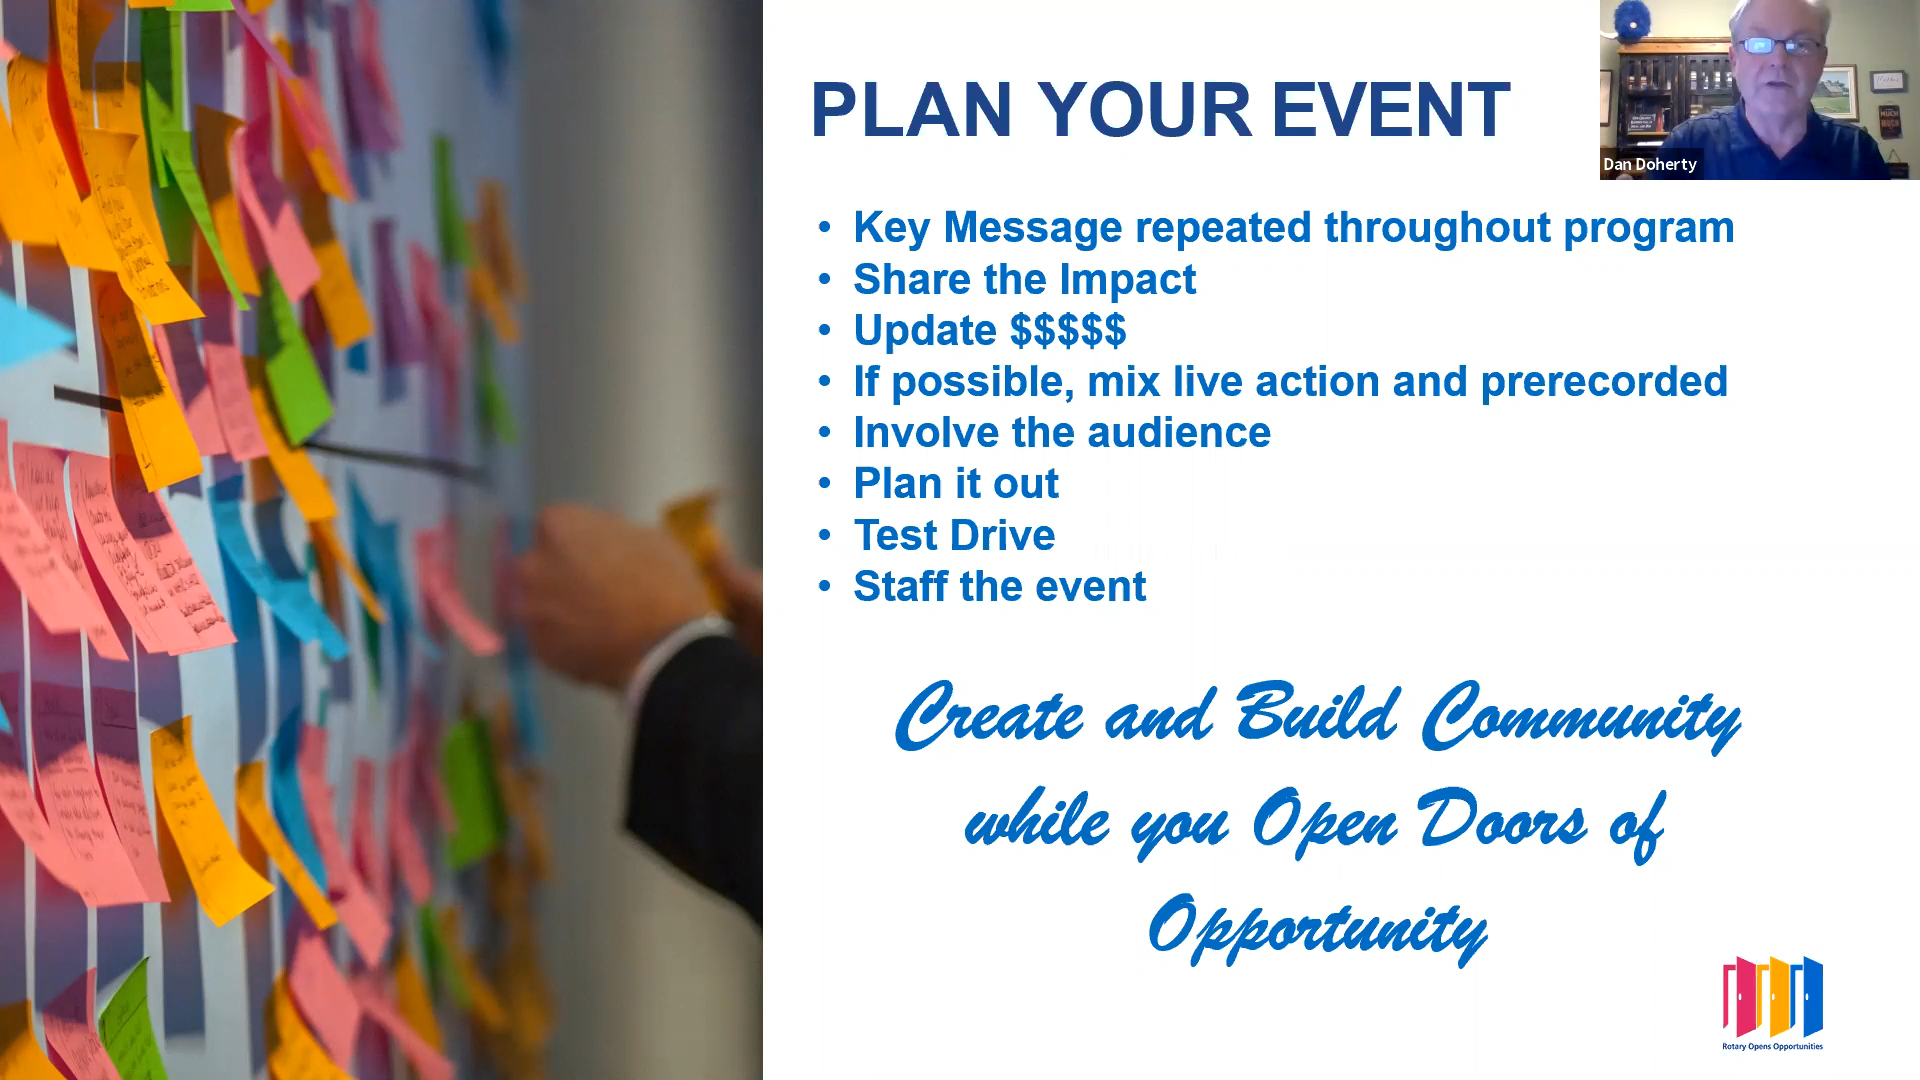 PLAN YOUR EVENT
Dan Doherty
• Key Message repeated throughout program
• Share the Impact
• Update $$$$$
• If possible, mix live action and prerecorded
• Involve the audience
• Plan it out
• Test Drive
• Staff the event
Create and Build Community
while you Open Doors of
Opportunity
Rotary Opens Opportunities